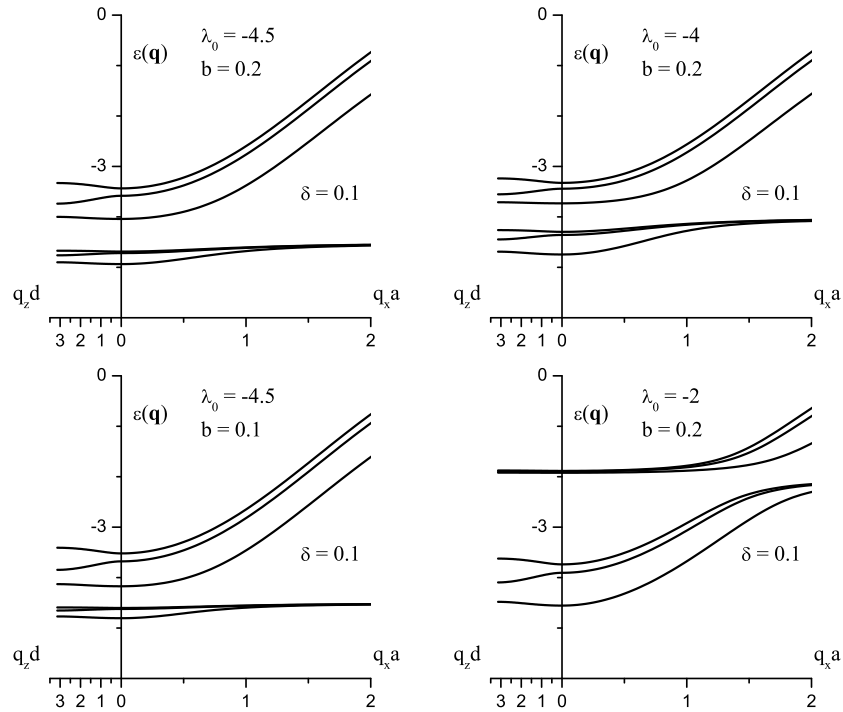 0
ε(q)
λ0 = -4.5
b = 0.2
-3
δ = 0.1
qzd
qxa
3 2 1 0 1 2
0
ε(q)
λ0 = -4
b = 0.2
-3
δ = 0.1
qzd
qxa
3 2 1 0 1 2
0
ε(q)
λ0 = -4.5
b = 0.1
-3
δ = 0.1
qzd
qxa
3 2 1 0 1 2
0
ε(q)
λ0 = -2
b = 0.2
-3
δ = 0.1
qzd
qxa
3 2 1 0 1 2